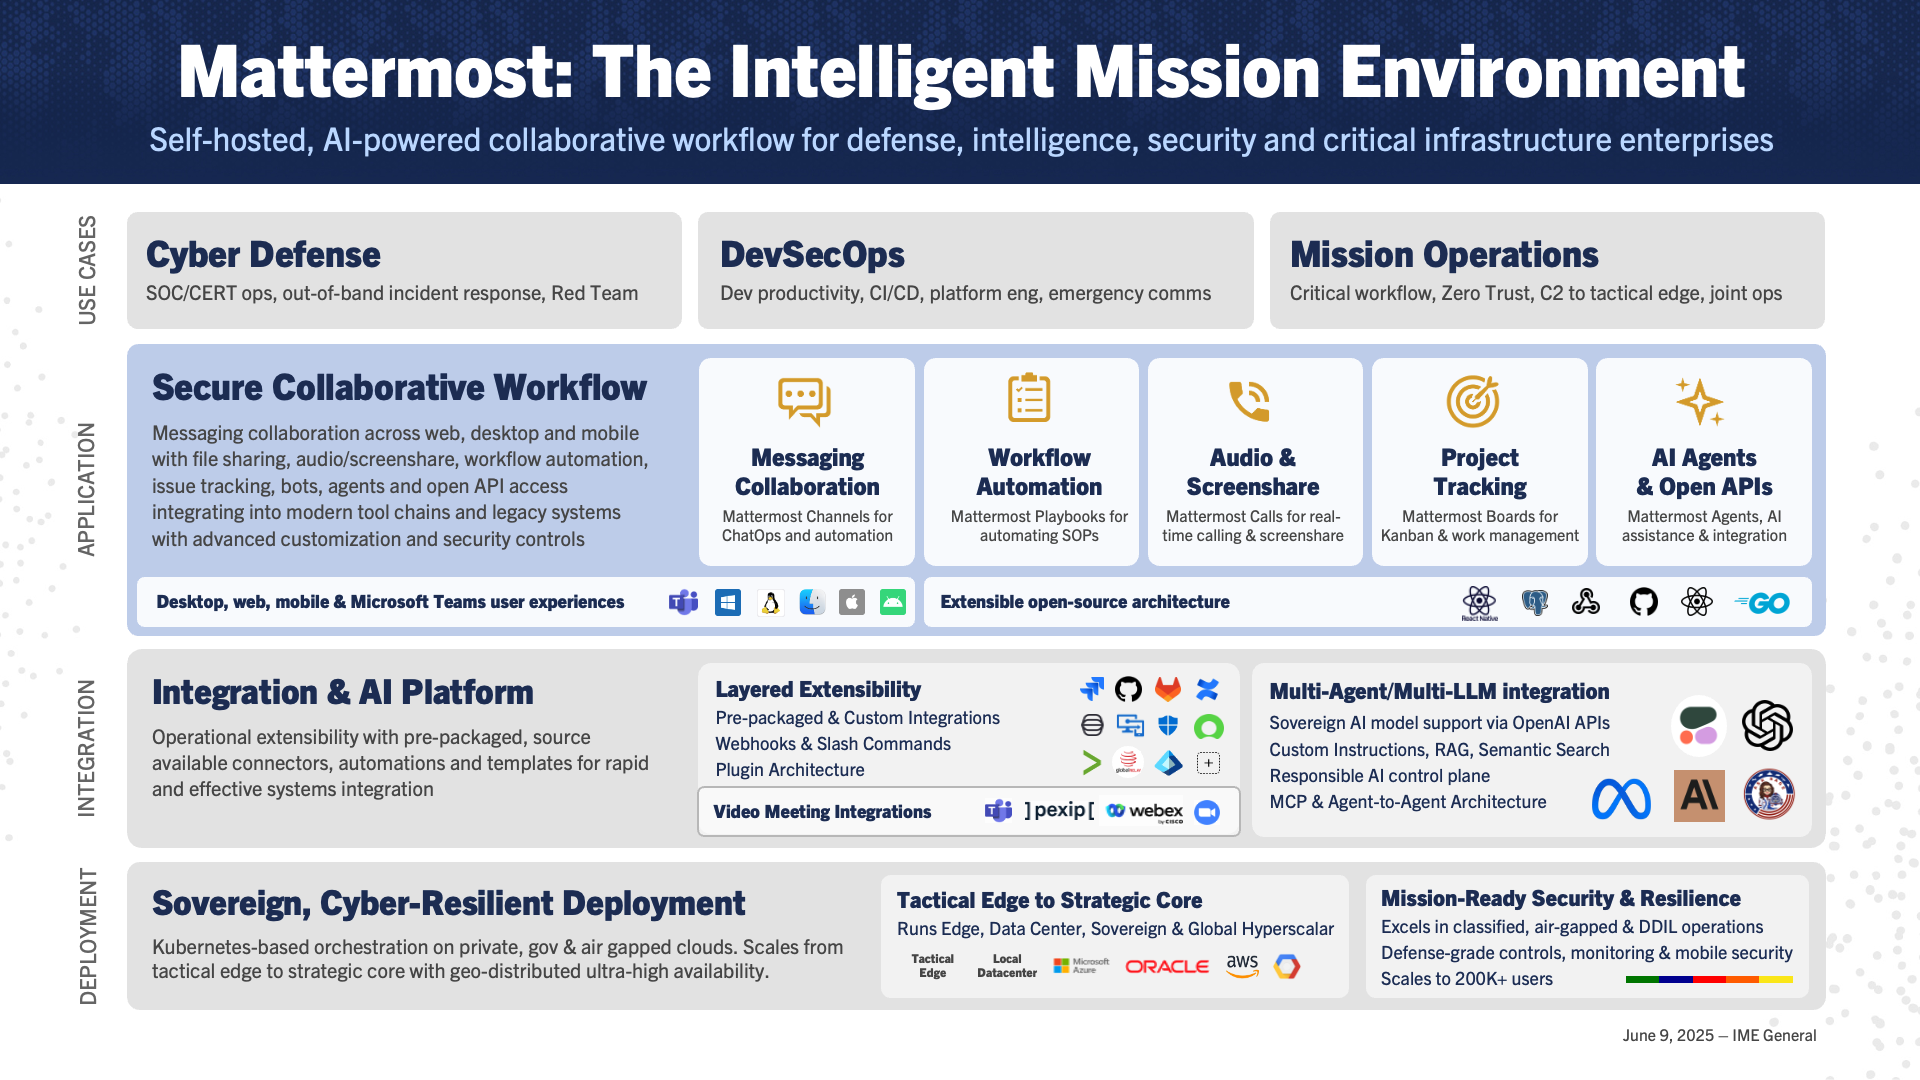 Mattermost: The Intelligent Mission Environment
Self-hosted, AI-powered collaborative workflow for defense, intelligence, security and critical infrastructure enterprises
USE CASES
Cyber Defense
SOC/CERT ops, out-of-band incident response, Red Team
DevSecOps
Dev productivity, CI/CD, platform eng, emergency comms
Mission Operations
Critical workflow, Zero Trust, C2 to tactical edge, joint ops
APPLICATION
Secure Collaborative Workflow
Messaging collaboration across web, desktop and mobile
with file sharing, audio/screenshare, workflow automation,
issue tracking, bots, agents and open API access
integrating into modern tool chains and legacy systems
with advanced customization and security controls
Messaging
Collaboration
Mattermost Channels for
ChatOps and automation
Workflow
Automation
Mattermost Playbooks for
automating SOPs
Audio &
Screenshare
Mattermost Calls for real-
time calling & screenshare
Project
Tracking
Mattermost Boards for
Kanban & work management
AI Agents
& Open APIs
Mattermost Agents, AI
assistance & integration
Desktop, web, mobile & Microsoft Teams user experiences
Extensible open-source architecture
React Native
GO
INTEGRATION
Integration & AI Platform
Operational extensibility with pre-packaged, source
available connectors, automations and templates for rapid
and effective systems integration
Layered Extensibility
Pre-packaged & Custom Integrations
Webhooks & Slash Commands
Plugin Architecture
Video Meeting Integrations
]pexip[
webex
by CISCO
Multi-Agent/Multi-LLM integration
Sovereign AI model support via OpenAI APIs
Custom Instructions, RAG, Semantic Search
Responsible AI control plane
MCP & Agent-to-Agent Architecture
DEPLOYMENT
Sovereign, Cyber-Resilient Deployment
Kubernetes-based orchestration on private, gov & air gapped clouds. Scales from
tactical edge to strategic core with geo-distributed ultra-high availability.
Tactical Edge to Strategic Core
Runs Edge, Data Center, Sovereign & Global Hyperscalar
Tactical
Edge
Local
Datacenter
Microsoft
Azure
ORACLE
aws
Mission-Ready Security & Resilience
Excels in classified, air-gapped & DDIL operations
Defense-grade controls, monitoring & mobile security
Scales to 200K+ users
June 9, 2025 – IME General